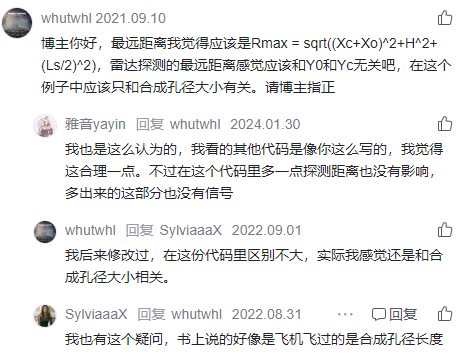 whutwhl 2021.09.10
博主你好，最远距离我觉得应该是Rmax = sqrt((Xc+Xo)^2+H^2+
(Ls/2)^2)，雷达探测的最远距离感觉应该和Y0和Yc无关吧，在这个
例子中应该只和合成孔径大小有关。请博主指正
雅音yayin 回复 whutwhl 2024.01.30
我也是这么认为的，我看的其他代码是像你这么写的，我觉得
这合理一点。不过在这个代码里多一点探测距离也没有影响，
多出来的这部分也没有信号
whutwhl 回复 SylviaaaX 2022.09.01
我后来修改过，在这份代码里区别不大，实际我感觉还是和合
成孔径大小相关。
SylviaaaX 回复 whutwhl 2022.08.31 ··· 回复
我也有这个疑问，书上说的好像是飞机飞过的是合成孔径长度